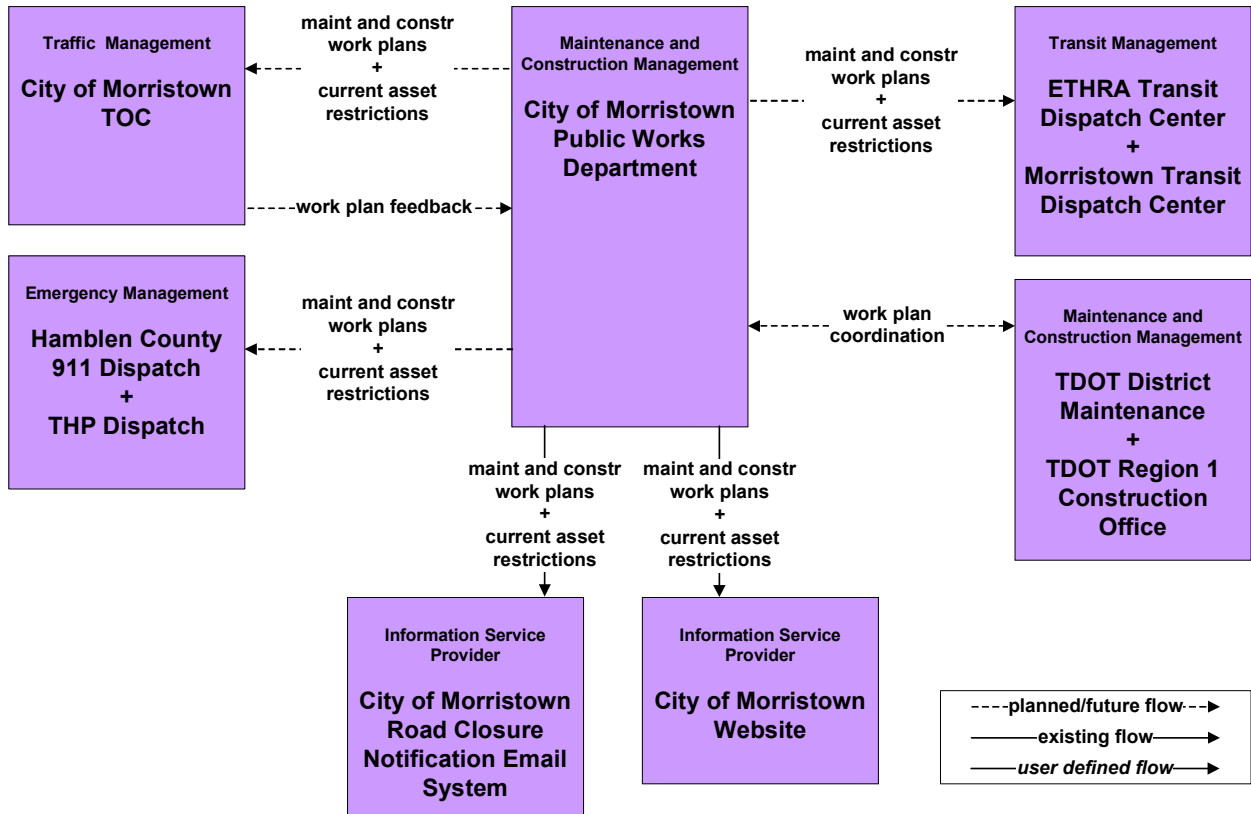 Traffic Management
City of Morristown
TOC
maint and constr
work plans
+
current asset
restrictions
work plan feedback
Maintenance and
Construction Management
City of Morristown
Public Works
Department
maint and constr
work plans
+
current asset
restrictions
Transit Management
ETHRA Transit
Dispatch Center
+
Morristown Transit
Dispatch Center
Emergency Management
Hamblen County
911 Dispatch
+
THP Dispatch
maint and constr
work plans
+
current asset
restrictions
work plan
coordination
Maintenance and
Construction Management
TDOT District
Maintenance
+
TDOT Region 1
Construction
Office
maint and constr
work plans
+
current asset
restrictions
maint and constr
work plans
+
current asset
restrictions
Information Service
Provider
City of Morristown
Road Closure
Notification Email
System
Information Service
Provider
City of Morristown
Website
planned/future flow
existing flow
user defined flow